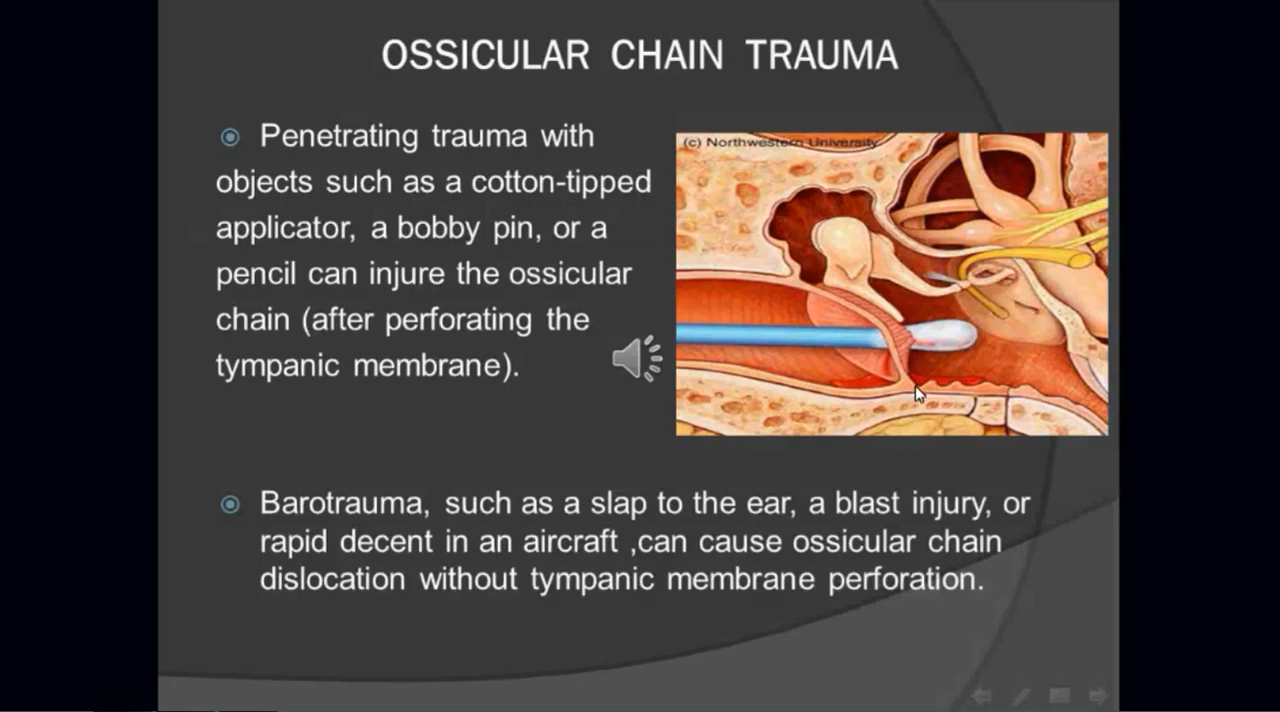 OSSICULAR CHAIN TRAUMA
Penetrating trauma with
objects such as a cotton-tipped
applicator, a bobby pin, or a
pencil can injure the ossicular
chain (after perforating the
tympanic membrane).
(c) Northwestern University
Barotrauma, such as a slap to the ear, a blast injury, or
rapid decent in an aircraft ,can cause ossicular chain
dislocation without tympanic membrane perforation.